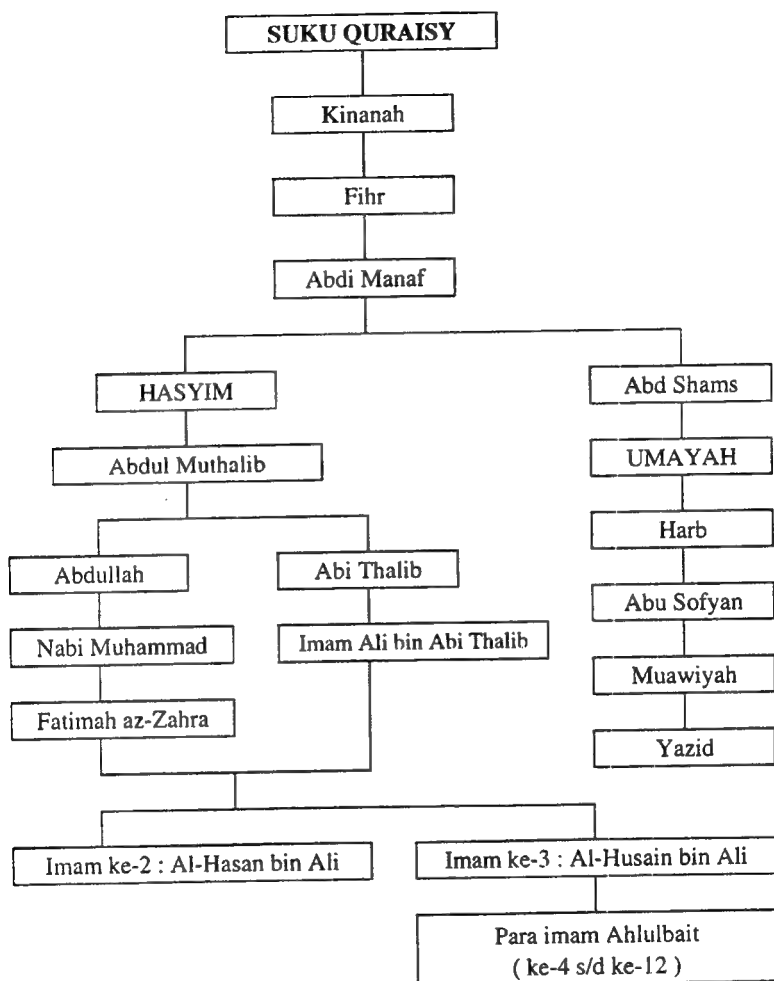 SUKU QURAISY
Kinanah
Fihr
Abdi Manaf
HASYIM
Abd Shams
Abdul Muthalib
UMAYAH
Harb
Abdullah
Abi Thalib
Abu Sofyan
Nabi Muhammad
Imam Ali bin Abi Thalib
Muawiyah
Fatimah az-Zahra
Yazid
Imam ke-2 : Al-Hasan bin Ali
Imam ke-3 : Al-Husain bin Ali
Para imam Ahlulbait
( ke-4 s/d ke-12 )